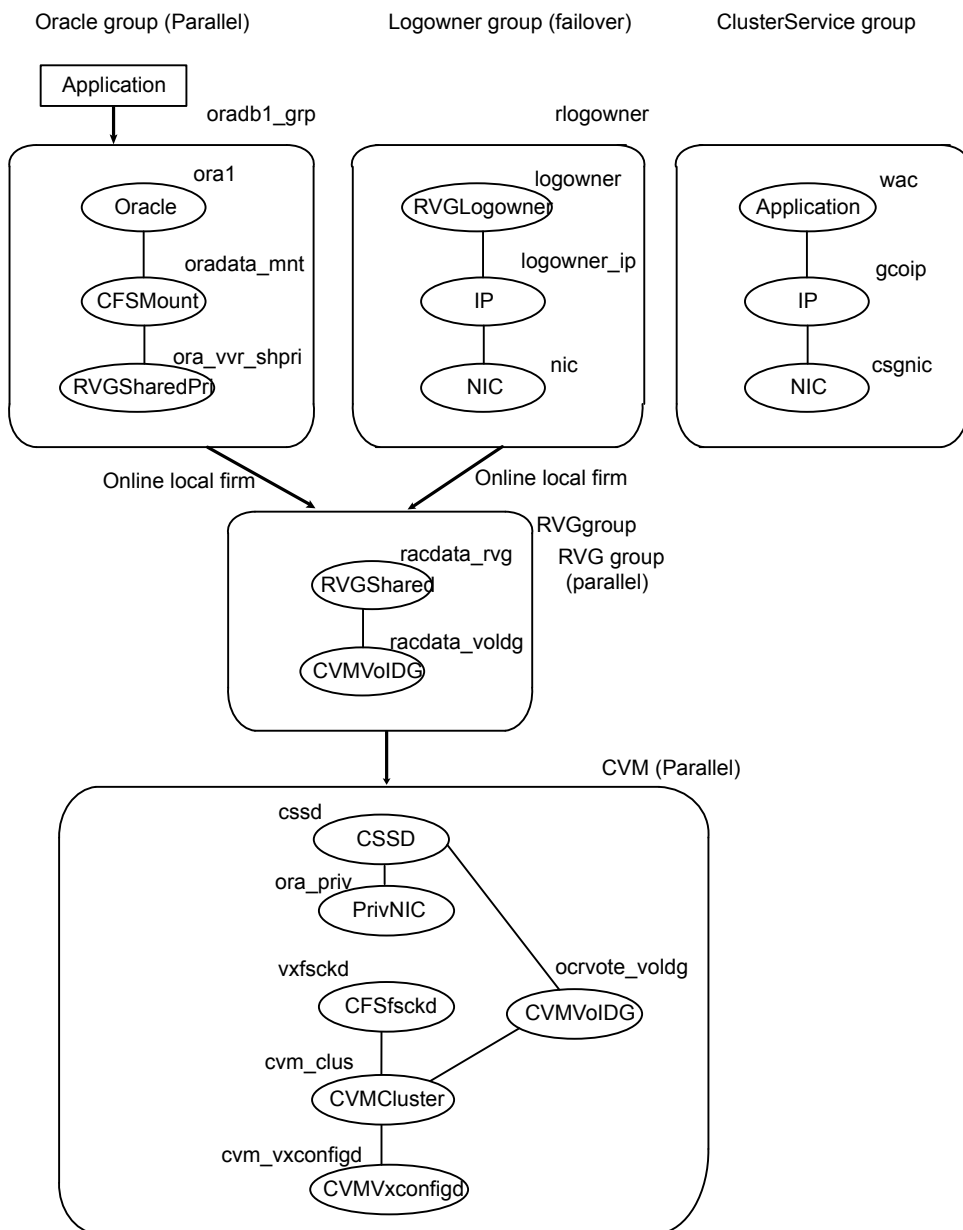 Oracle group (Parallel)
Logowner group (failover)
ClusterService group
Application
oradb1_grp
rlogowner
ora1
Oracle
logowner
RVGLogowner
wac
Application
oradata_mnt
CFSMount
logowner_ip
IP
gcoip
IP
ora_vvr_shpri
RVGSharedPri
nic
NIC
csgnic
NIC
Online local firm
Online local firm
RVGgroup
RVG group
(parallel)
racdata_rvg
RVGShared
racdata_voldg
CVMVolDG
CVM (Parallel)
cssd
CSSD
ora_priv
PrivNIC
vxfsckd
CFSfsckd
ocrvote_voldg
CVMVolDG
cvm_clus
CVMCluster
cvm_vxconfigd
CVMVxconfigd